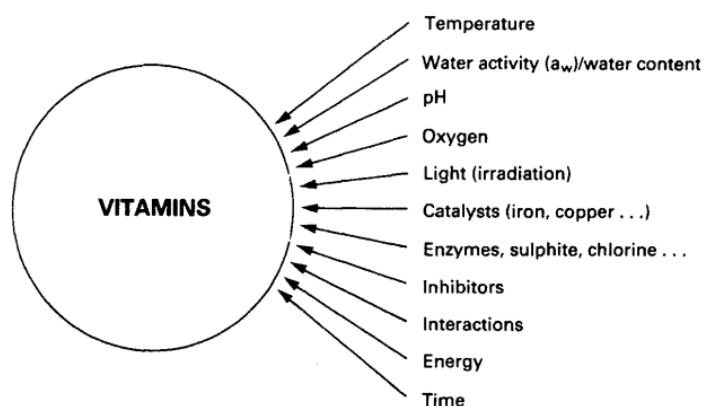 Temperature
Water activity (aw)/water content
pH
Oxygen
Light (irradiation)
VITAMINS
Catalysts (iron, copper . . .)
Enzymes, sulphite, chlorine . . .
Inhibitors
Interactions
Energy
Time